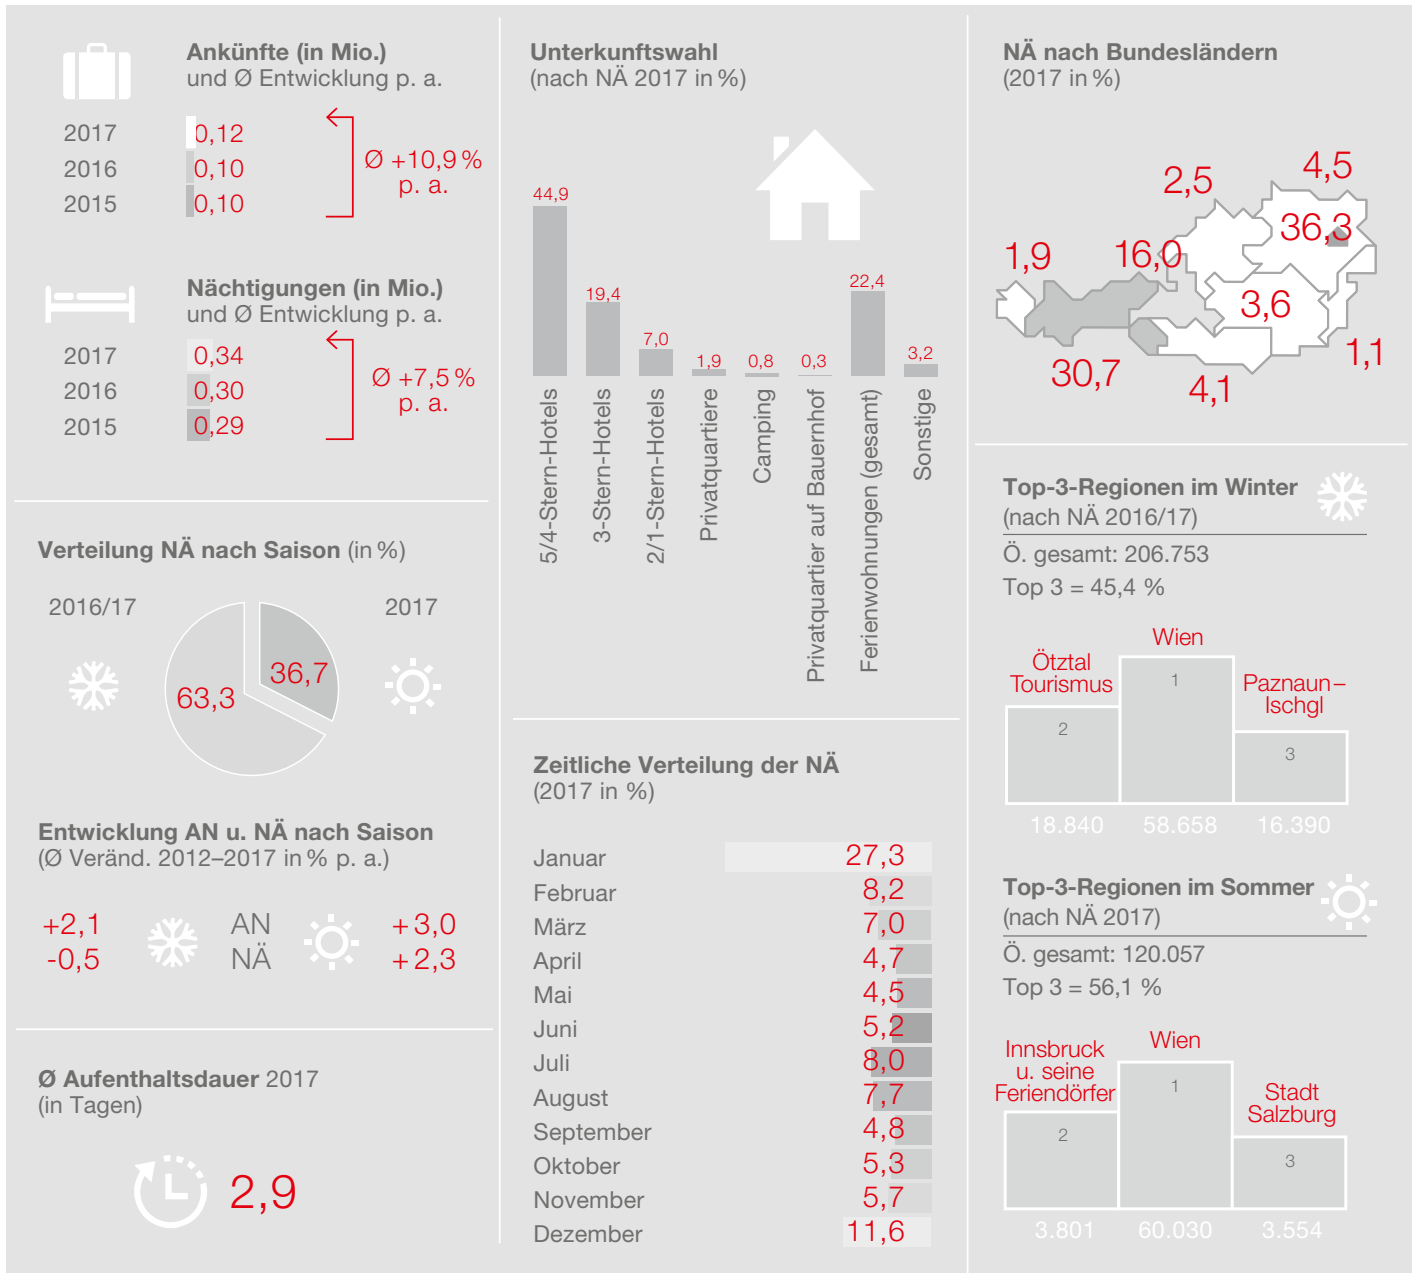 Ankünfte (in Mio.)
und Ø Entwicklung p. a.
2017 0,12
2016 0,10
2015 0,10
Ø +10,9 %
p. a.
Nächtigungen (in Mio.)
und Ø Entwicklung p. a.
2017 0,34
2016 0,30
2015 0,29
Ø +7,5 %
p. a.
Verteilung NÄ nach Saison (in %)
2016/17 2017
63,3 36,7
Entwicklung AN u. NÄ nach Saison
(Ø Veränd. 2012–2017 in % p. a.)
+2,1 AN +3,0
-0,5 NÄ +2,3
Ø Aufenthaltsdauer 2017
(in Tagen)
2,9
Unterkunftswahl
(nach NÄ 2017 in %)
44,9
19,4
7,0
1,9
0,8
0,3
22,4
3,2
5/4-Stern-Hotels
3-Stern-Hotels
2/1-Stern-Hotels
Privatquartiere
Camping
Privatquartier auf Bauernhof
Ferienwohnungen (gesamt)
Sonstige
Zeitliche Verteilung der NÄ
(2017 in %)
Januar 27,3
Februar 8,2
März 7,0
April 4,7
Mai 4,5
Juni 5,2
Juli 8,0
August 7,7
September 4,8
Oktober 5,3
November 5,7
Dezember 11,6
NÄ nach Bundesländern
(2017 in %)
4,5
2,5
36,3
1,9
16,0
3,6
1,1
30,7
4,1
Top-3-Regionen im Winter
(nach NÄ 2016/17)
Ö. gesamt: 206.753
Top 3 = 45,4 %
Wien
Ötztal
Tourismus
Paznaun–
Ischgl
1
2
3
18.840 58.658 16.390
Top-3-Regionen im Sommer
(nach NÄ 2017)
Ö. gesamt: 120.057
Top 3 = 56,1 %
Wien
Innsbruck
u. seine
Feriendörfer
Stadt
Salzburg
1
2
3
3.801 60.030 3.554